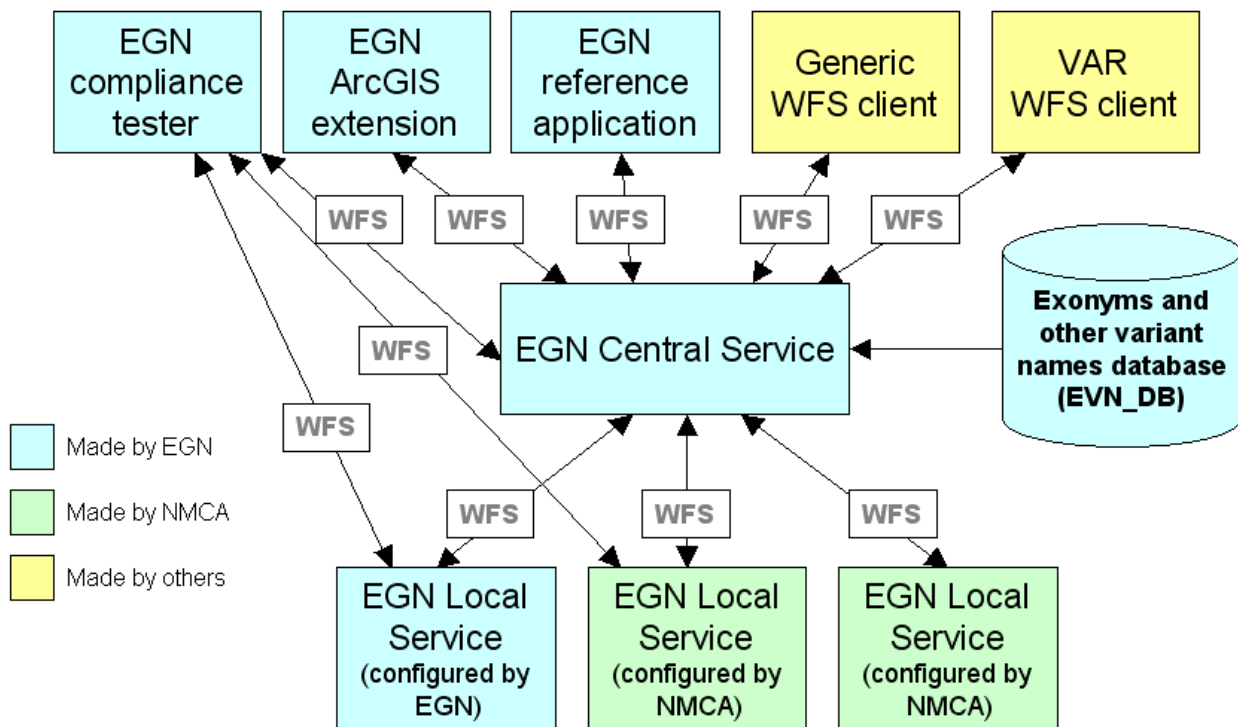 EGN
compliance
tester
EGN
ArcGIS
extension
EGN
reference
application
Generic
WFS client
VAR
WFS client
WFS
WFS
WFS
WFS
WFS
Exonyms and
other variant
names database
(EVN_DB)
EGN Central Service
WFS
WFS
Made by EGN
Made by NMCA
Made by others
WFS
WFS
WFS
EGN Local
Service
(configured by
EGN)
EGN Local
Service
(configured by
NMCA)
EGN Local
Service
(configured by
NMCA)